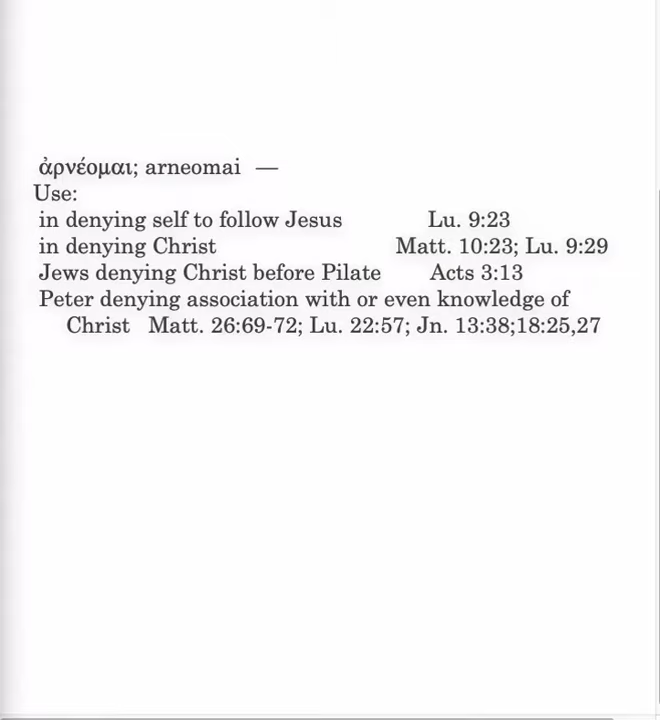 ἀρνέομαι; arneomai —
Use:
in denying self to follow Jesus Lu. 9:23
in denying Christ Matt. 10:23; Lu. 9:29
Jews denying Christ before Pilate Acts 3:13
Peter denying association with or even knowledge of
Christ Matt. 26:69-72; Lu. 22:57; Jn. 13:38;18:25,27